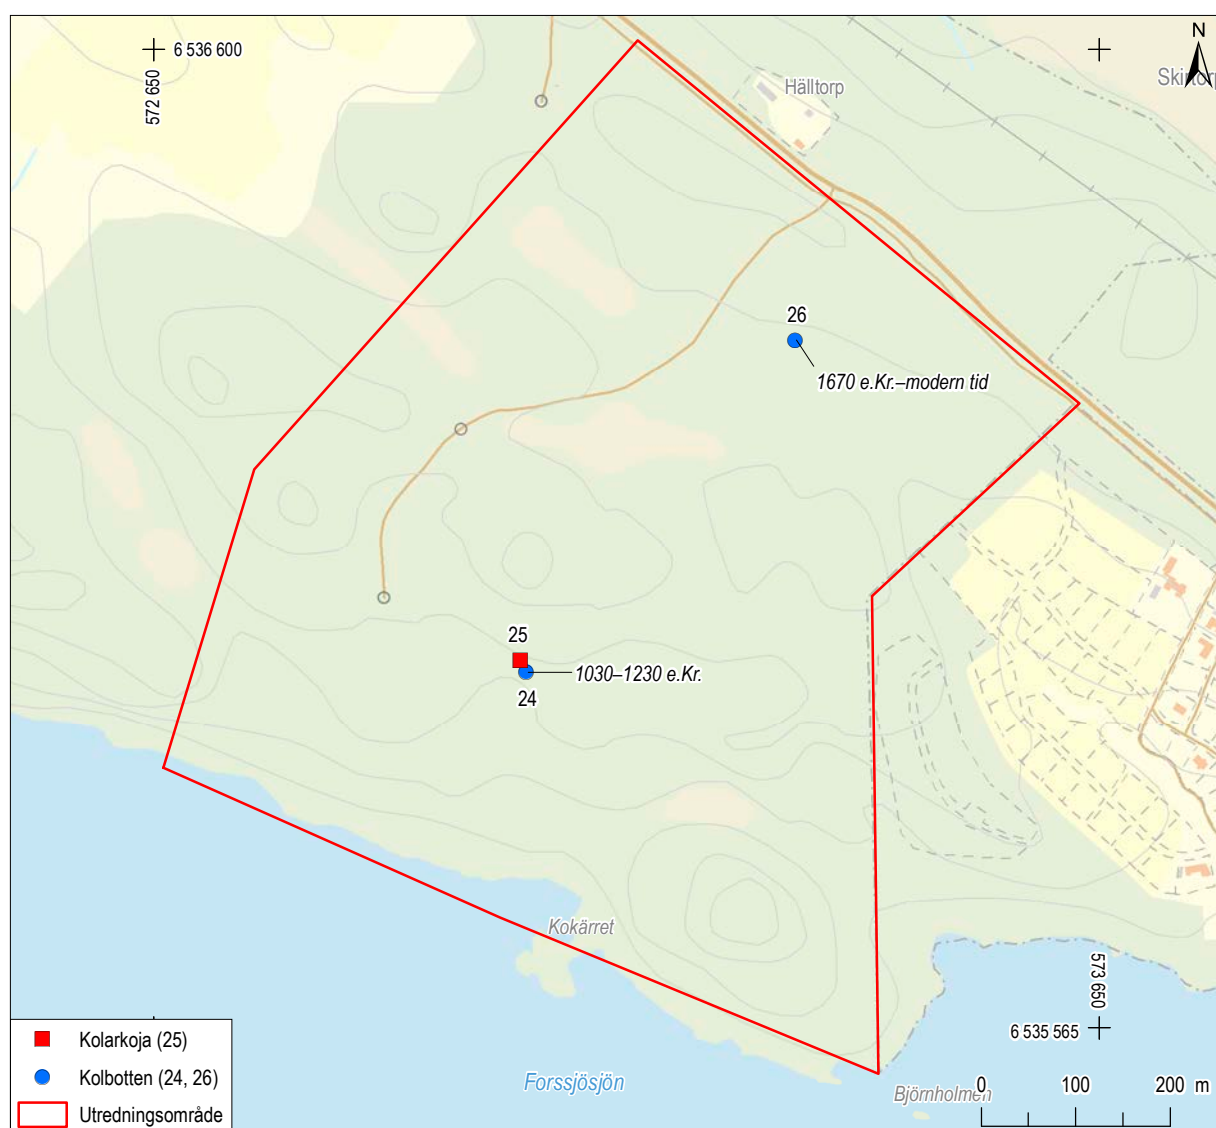 6 536 600
572 650
N
Hälltorp
26
1670 e.Kr.–modern tid
25
1030–1230 e.Kr.
24
Kokärret
573 650
6 535 565
Kolarkoja (25)
Kolbotten (24, 26)
Utredningsområde
Forssjösjön
Björnholmen
0 100 200 m